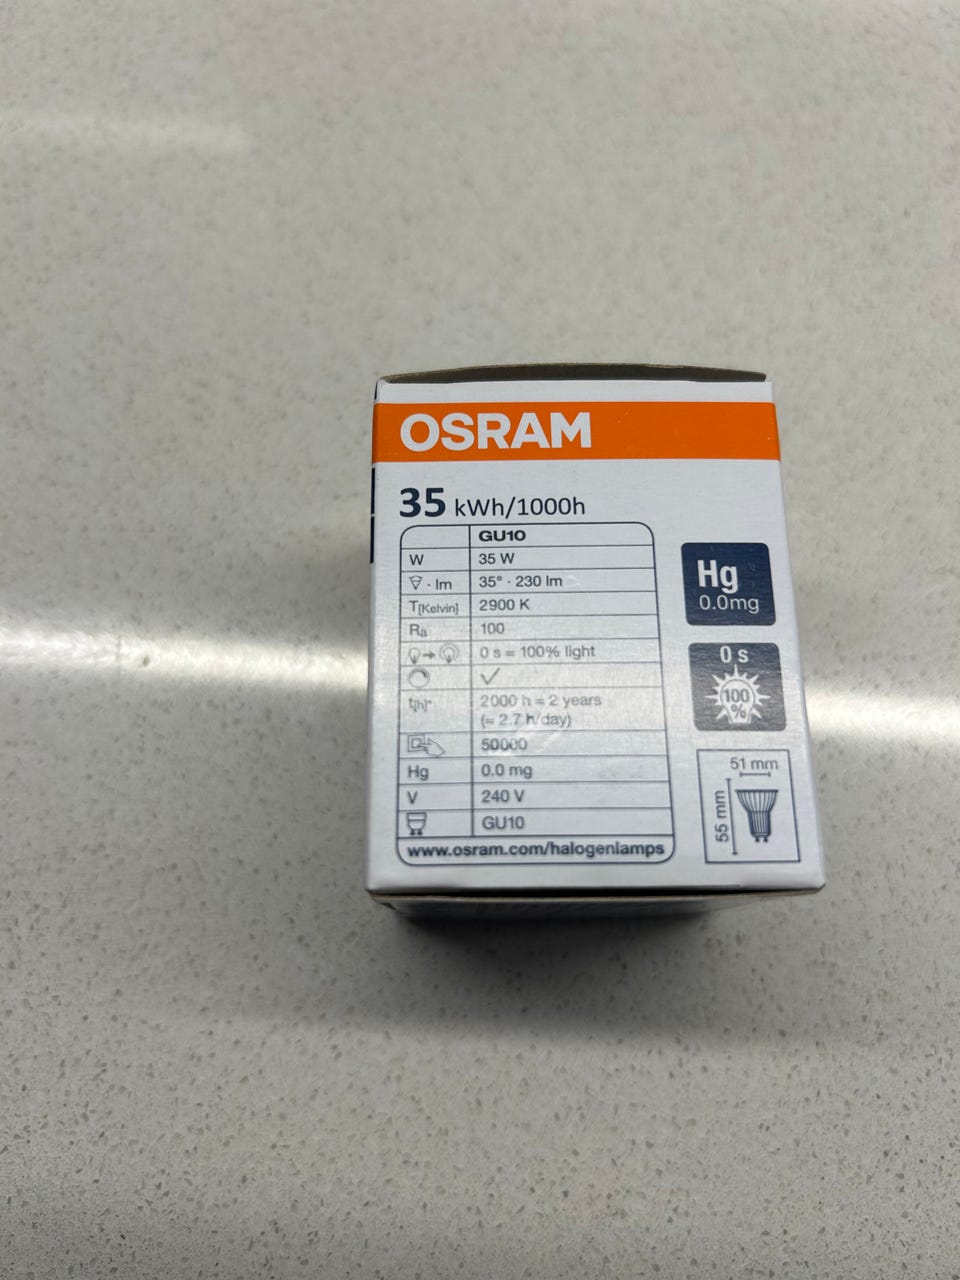 OSRAM
35 kWh/1000h
GU10
W 35 W
· lm 35° · 230 lm
T[Kelvin] 2900 K
Ra 100
0 s = 100% light
t[h]* 2000 h = 2 years
(= 2.7 h/day)
50000
Hg 0.0 mg
V 240 V
GU10
www.osram.com/halogenlamps
Hg
0.0mg
0 s
100
%
51 mm
55 mm